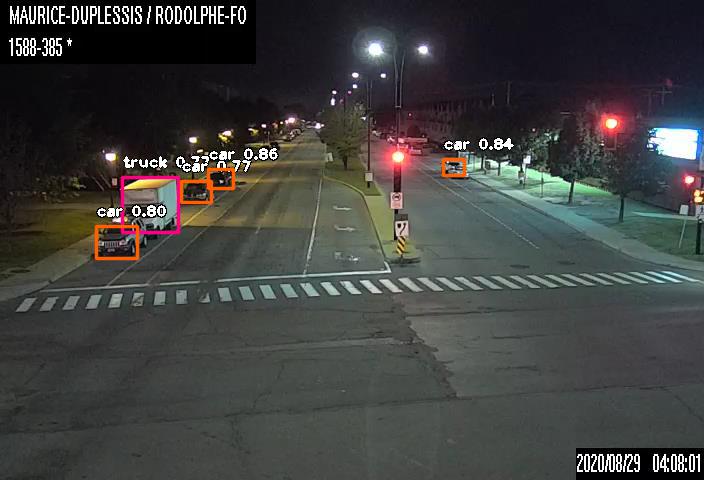 MAURICE-DUPLESSIS / RODOLPHE-FO
1588-385 *
car 0.84
car 0.86
truck 0.77
car 0.77
car 0.80
2020/08/29 04:08:01